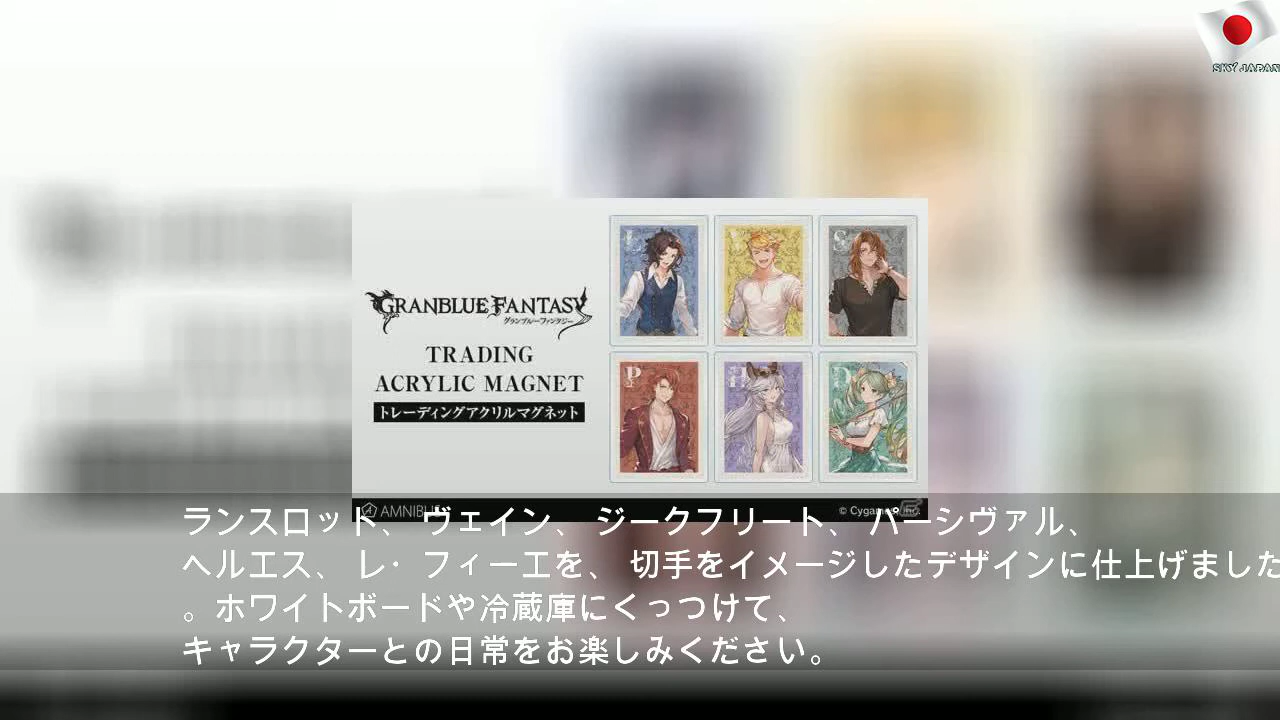 SKY JAPAN
GRANBLUE FANTASY
グランブルーファンタジー
TRADING
ACRYLIC MAGNET
トレーディングアクリルマグネット
L
V
S
P
H
D
© Cygames, Inc.
ランスロット、 ヴェイン、 ジークフリート、 パーシヴァル、
ヘルエス、 レ・ フィーエを、 切手をイメージしたデザインに仕上げました
。ホワイトボードや冷蔵庫にくっつけて、
キャラクターとの日常をお楽しみください。